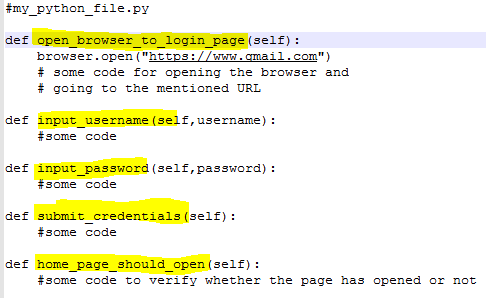 #my_python_file.py
def open_browser_to_login_page(self):
browser.open("https://www.gmail.com")
# some code for opening the browser and
# going to the mentioned URL
def input_username(self,username):
#some code
def input_password(self,password):
#some code
def submit_credentials(self):
#some code
def home_page_should_open(self):
#some code to verify whether the page has opened or not